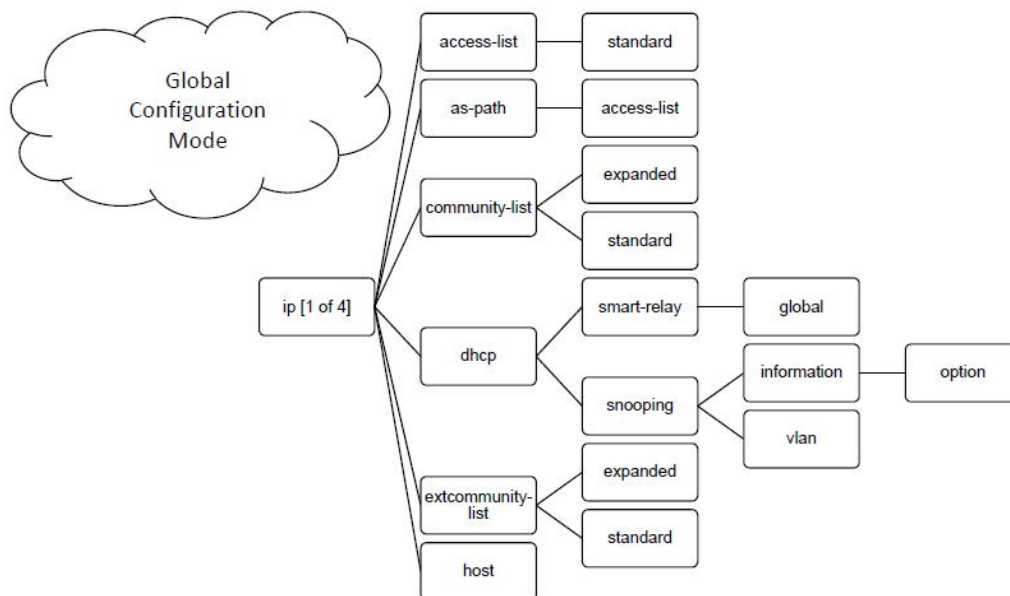 Global
Configuration
Mode
access-list
standard
as-path
access-list
community-list
expanded
standard
ip [1 of 4]
dhcp
smart-relay
global
snooping
information
option
vlan
extcommunity-
list
expanded
standard
host